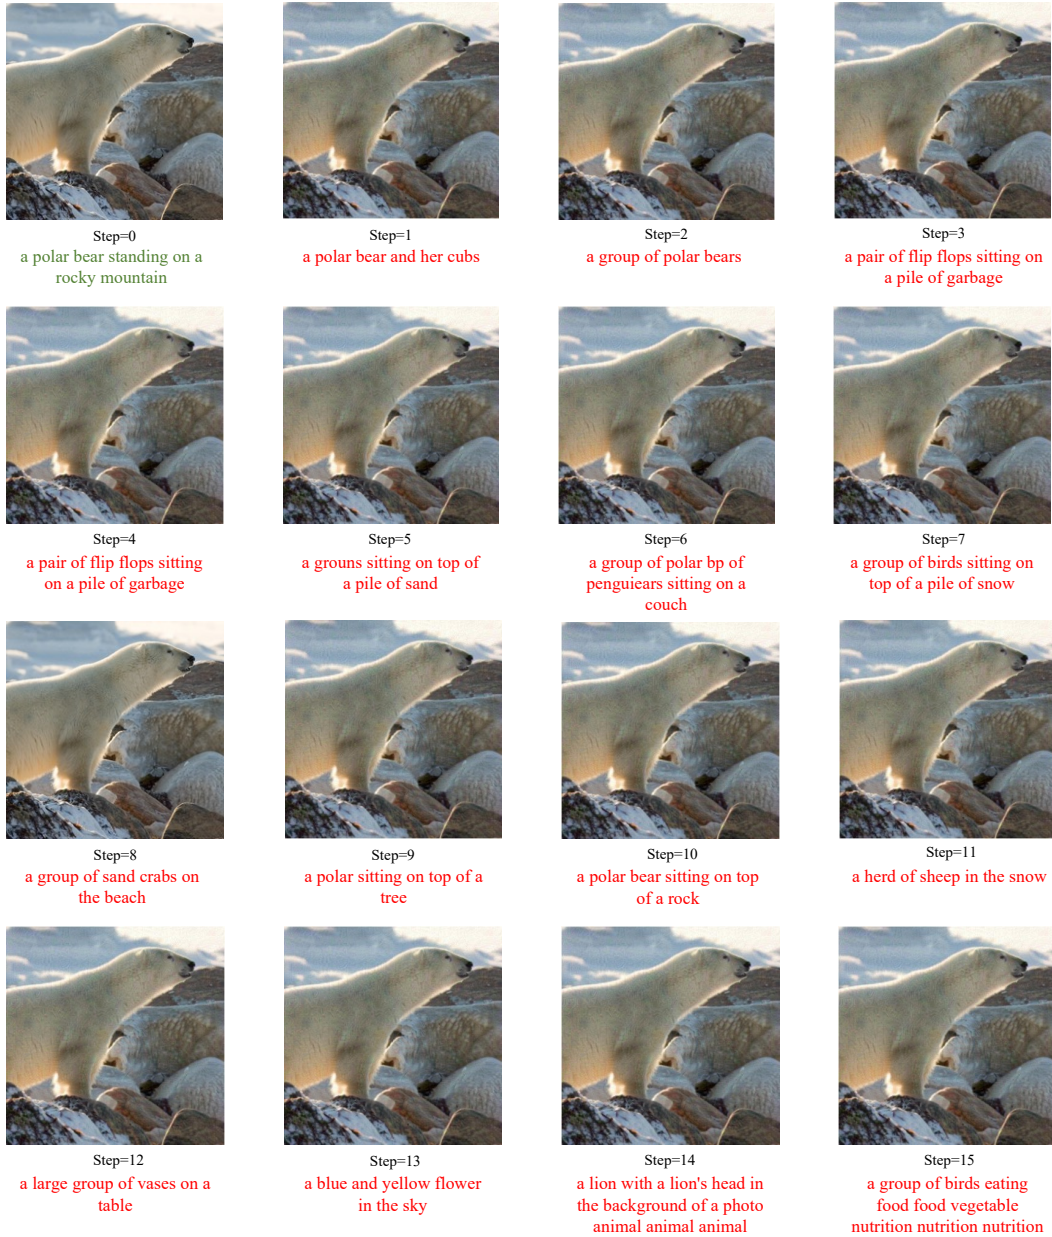 Step=0
Step=1
Step=2
Step=3
a polar bear standing on a
rocky mountain
a polar bear and her cubs
a group of polar bears
a pair of flip flops sitting on
a pile of garbage
Step=4
Step=5
Step=6
Step=7
a pair of flip flops sitting
on a pile of garbage
a grouns sitting on top of
a pile of sand
a group of polar bp of
penguiears sitting on a
couch
a group of birds sitting on
top of a pile of snow
Step=8
Step=9
Step=10
Step=11
a group of sand crabs on
the beach
a polar sitting on top of a
tree
a polar bear sitting on top
of a rock
a herd of sheep in the snow
Step=12
Step=13
Step=14
Step=15
a large group of vases on a
table
a blue and yellow flower
in the sky
a lion with a lion's head in
the background of a photo
animal animal animal
a group of birds eating
food food vegetable
nutrition nutrition nutrition